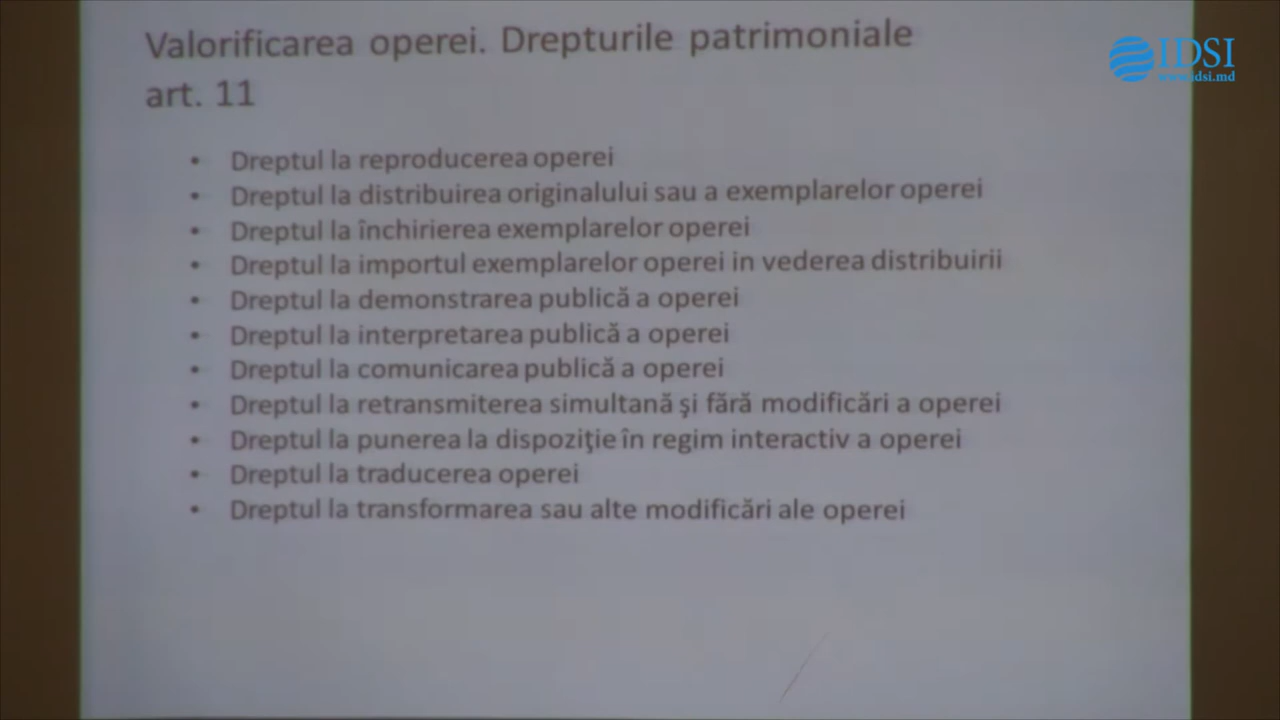 Valorificarea operei. Drepturile patrimoniale
art. 11
IDSI
www.idsi.md
• Dreptul la reproducerea operei
• Dreptul la distribuirea originalului sau a exemplarelor operei
• Dreptul la închirierea exemplarelor operei
• Dreptul la importul exemplarelor operei in vederea distribuirii
• Dreptul la demonstrarea publică a operei
• Dreptul la interpretarea publică a operei
• Dreptul la comunicarea publică a operei
• Dreptul la retransmiterea simultană şi fără modificări a operei
• Dreptul la punerea la dispoziţie în regim interactiv a operei
• Dreptul la traducerea operei
• Dreptul la transformarea sau alte modificări ale operei